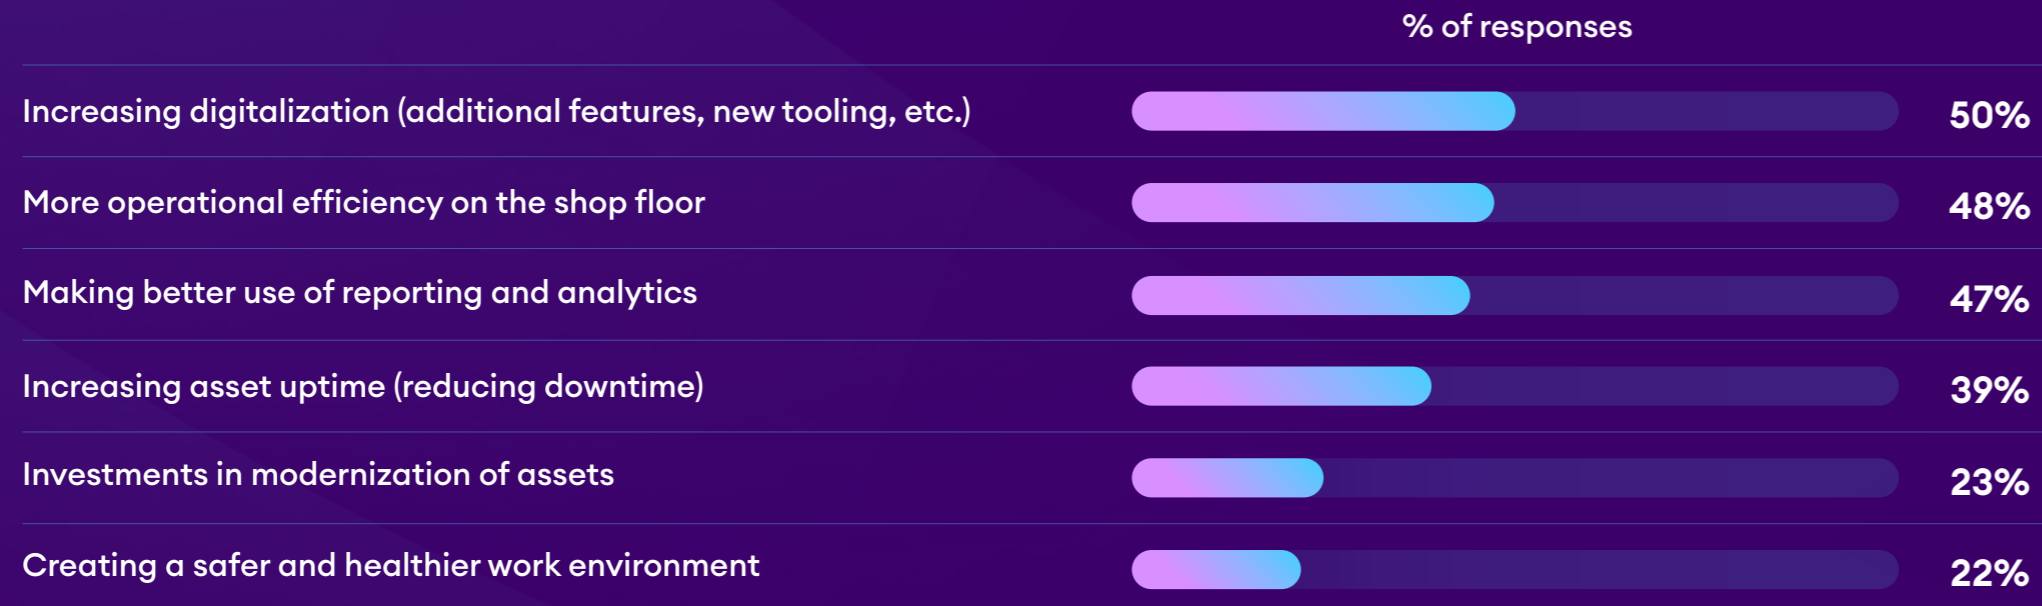 % of responses
Increasing digitalization (additional features, new tooling, etc.) 50%
More operational efficiency on the shop floor 48%
Making better use of reporting and analytics 47%
Increasing asset uptime (reducing downtime) 39%
Investments in modernization of assets 23%
Creating a safer and healthier work environment 22%